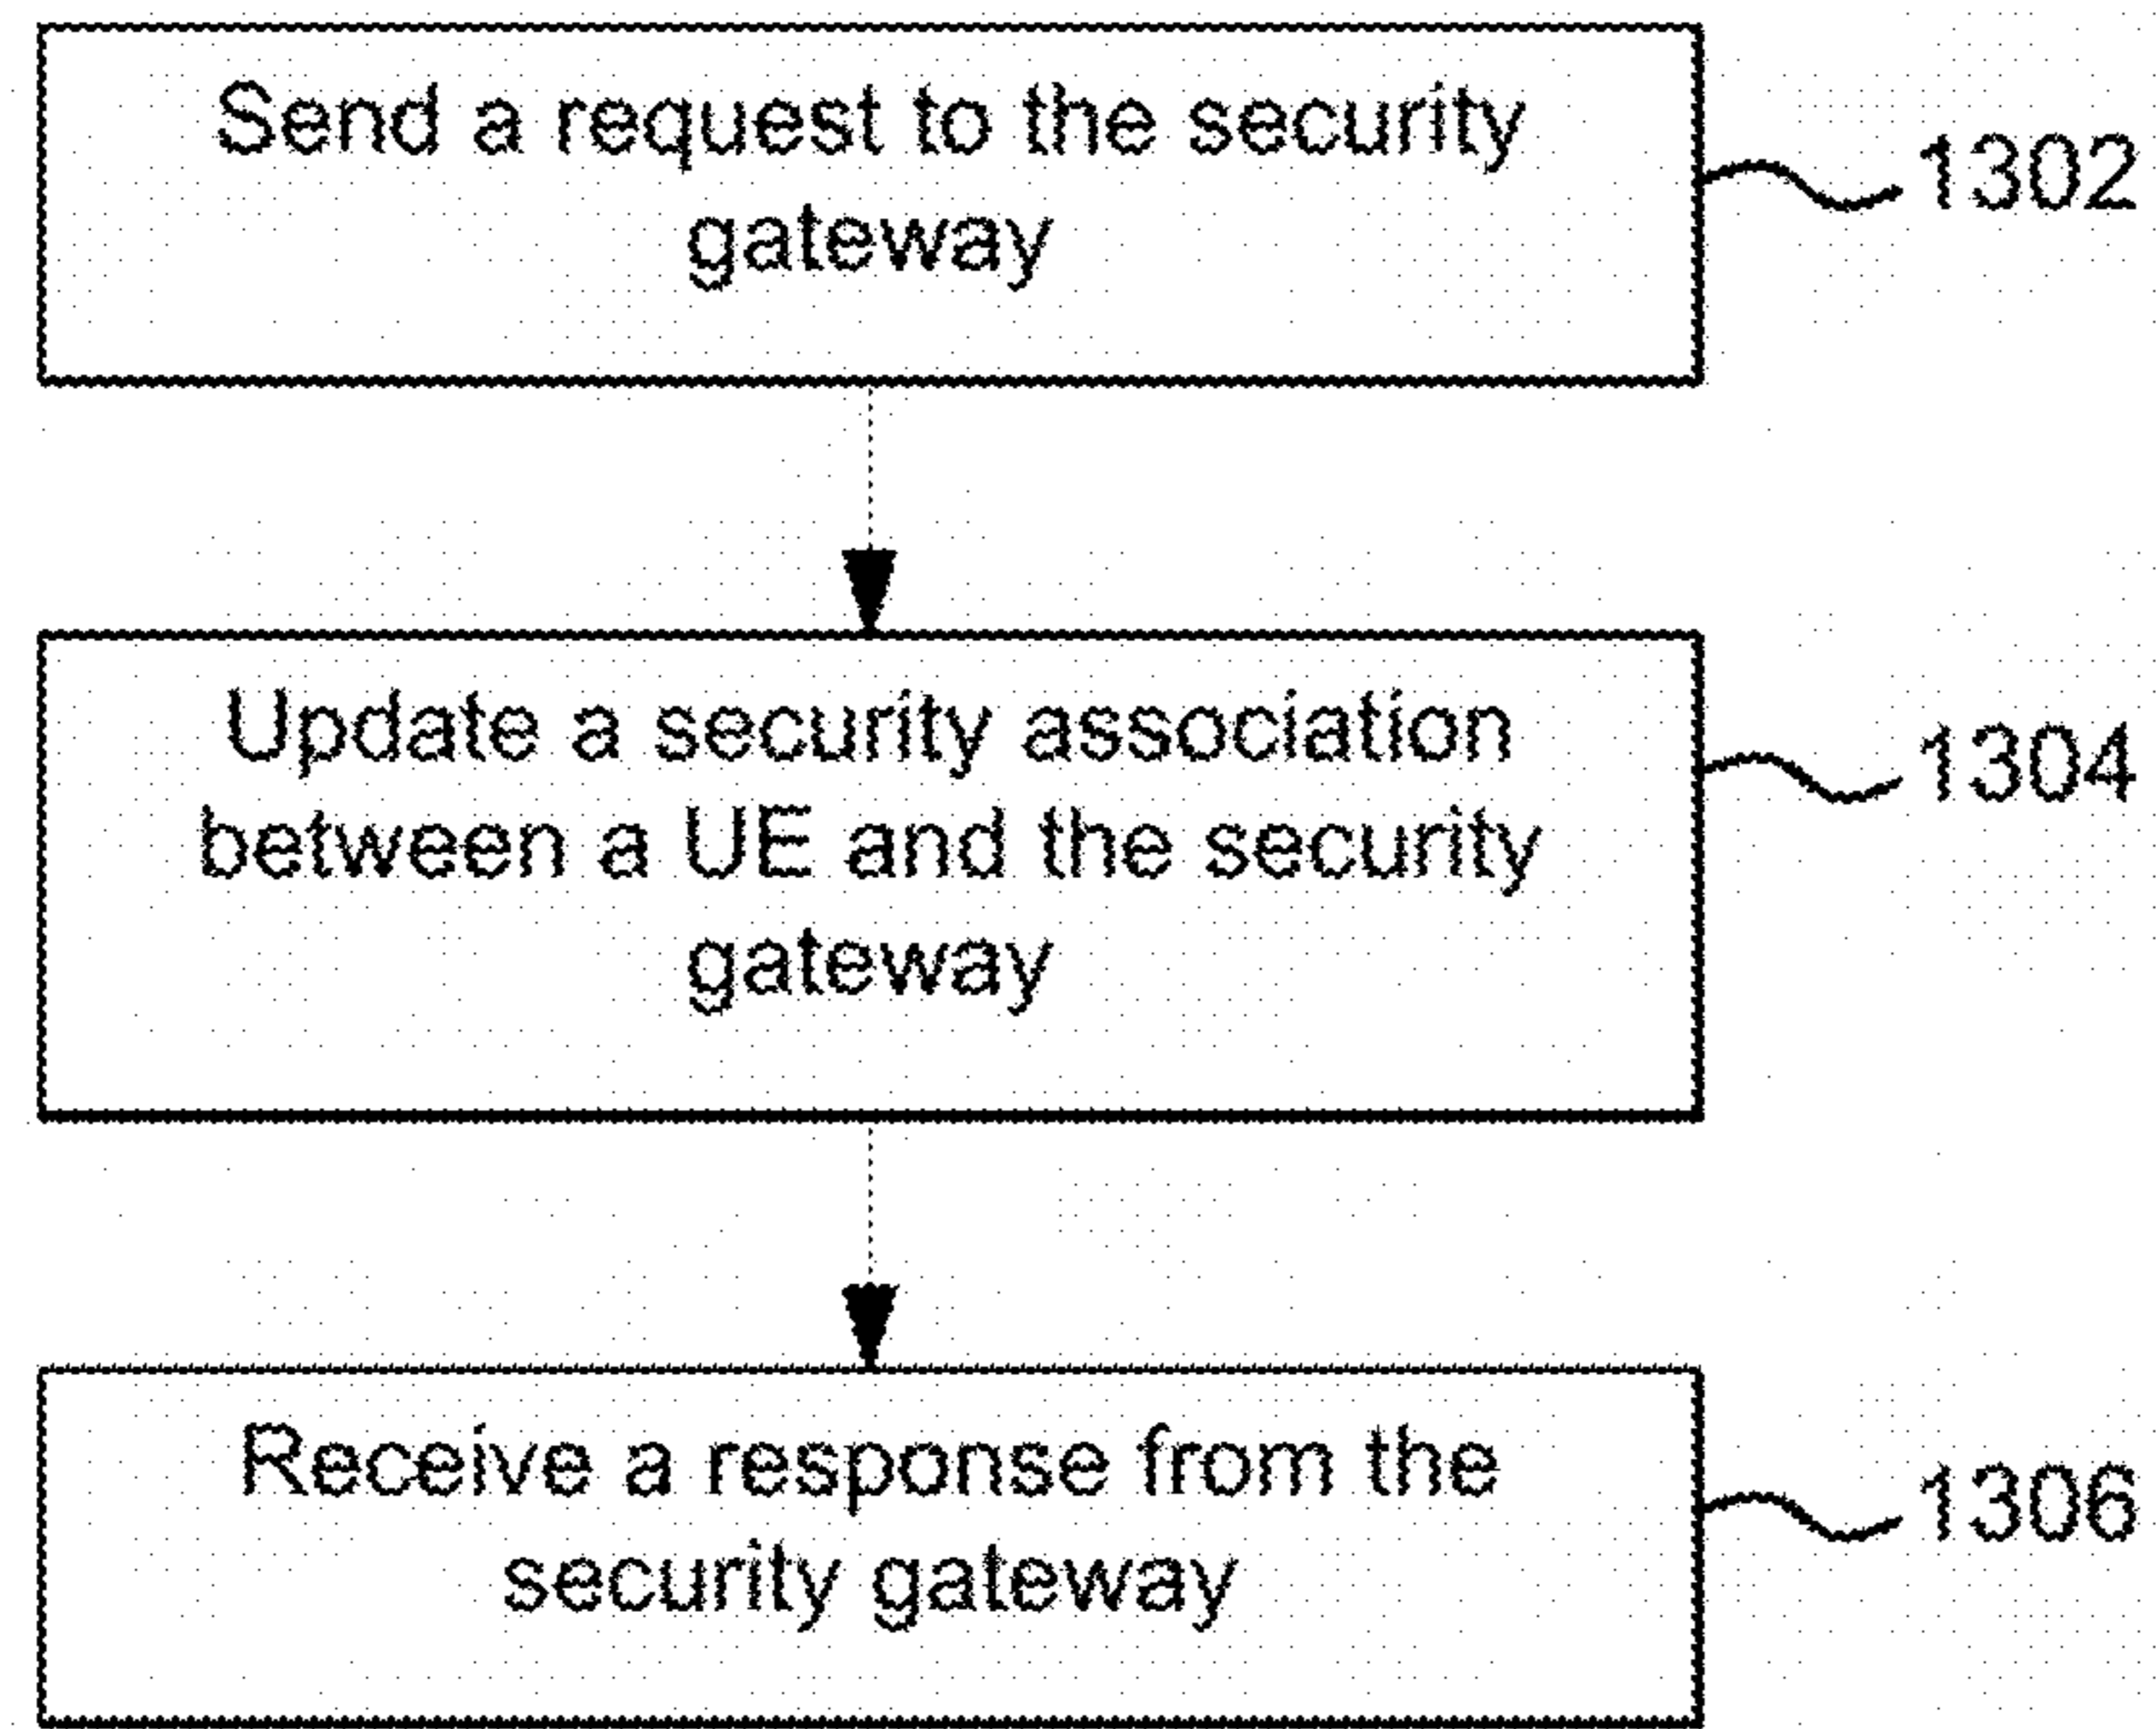 Send a request to the security
gateway
1302
Update a security association
between a UE and the security
gateway
1304
Receive a response from the
security gateway
1306